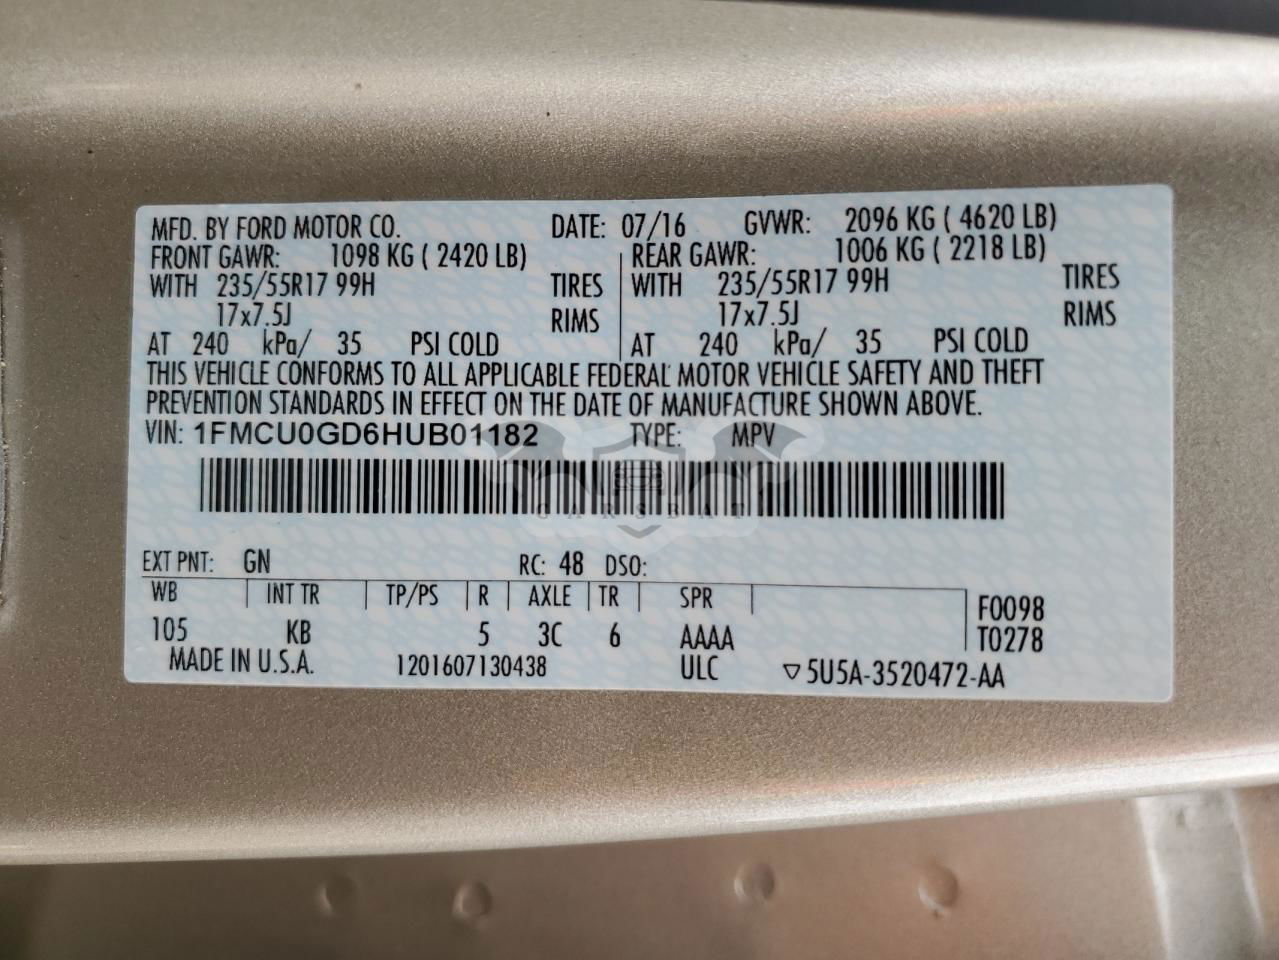 MFD. BY FORD MOTOR CO. DATE: 07/16 GVWR: 2096 KG ( 4620 LB)
FRONT GAWR: 1098 KG ( 2420 LB) REAR GAWR: 1006 KG ( 2218 LB)
WITH 235/55R17 99H TIRES WITH 235/55R17 99H TIRES
17x7.5J RIMS 17x7.5J RIMS
AT 240 kPa/ 35 PSI COLD AT 240 kPa/ 35 PSI COLD
THIS VEHICLE CONFORMS TO ALL APPLICABLE FEDERAL MOTOR VEHICLE SAFETY AND THEFT
PREVENTION STANDARDS IN EFFECT ON THE DATE OF MANUFACTURE SHOWN ABOVE.
VIN: 1FMCU0GD6HUB01182 TYPE: MPV
CARSBAT
EXT PNT: GN RC: 48 DSO:
WB INT TR TP/PS R AXLE TR SPR F0098
105 KB 5 3C 6 AAAA T0278
MADE IN U.S.A. 1201607130438 ULC ▽5U5A-3520472-AA